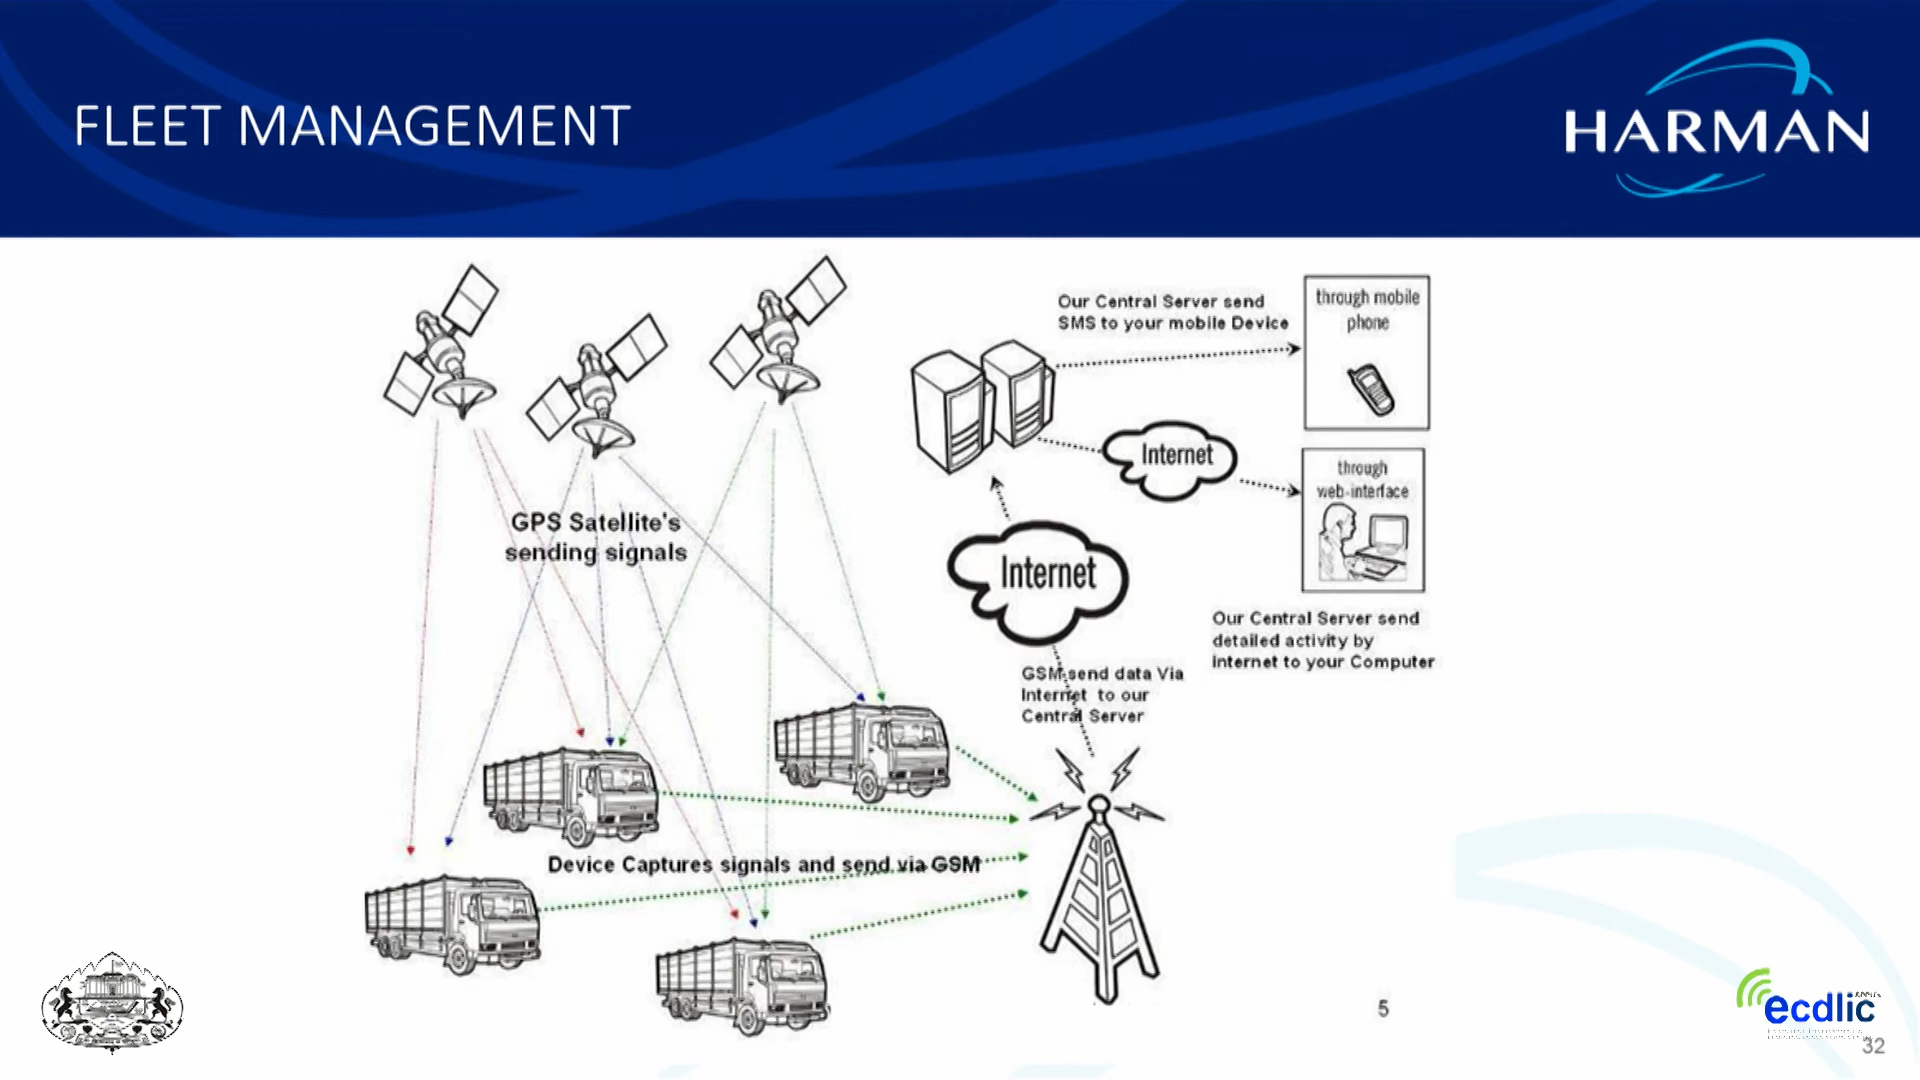 FLEET MANAGEMENT
HARMAN
Our Central Server send
SMS to your mobile Device
through mobile
phone
Internet
through
web-interface
GPS Satellite's
sending signals
Internet
Our Central Server send
detailed activity by
Internet to your Computer
GSM send data Via
Internet to our
Central Server
Device Captures signals and send via GSM
5
ecdlic
32